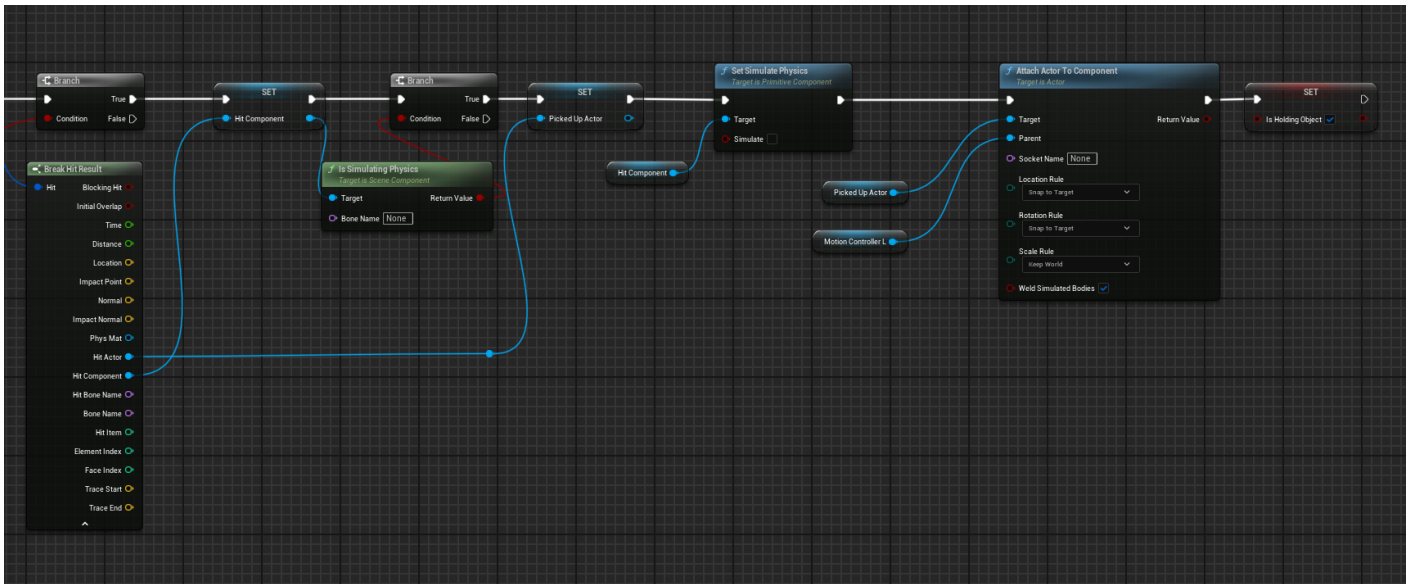 Branch
True
Condition
False
SET
Hit Component
Branch
True
Condition
False
SET
Picked Up Actor
Set Simulate Physics
Target is Primitive Component
Target
Simulate
Attach Actor To Component
Target is Actor
Target
Return Value
Parent
Socket Name
None
Location Rule
Snap to Target
Rotation Rule
Snap to Target
Scale Rule
Keep World
Weld Simulated Bodies
SET
Is Holding Object
Break Hit Result
Hit
Blocking Hit
Initial Overlap
Time
Distance
Location
Impact Point
Normal
Impact Normal
Phys Mat
Hit Actor
Hit Component
Hit Bone Name
Bone Name
Hit Item
Element Index
Face Index
Trace Start
Trace End
Is Simulating Physics
Target is Scene Component
Target
Return Value
Bone Name
None
Hit Component
Picked Up Actor
Motion Controller L